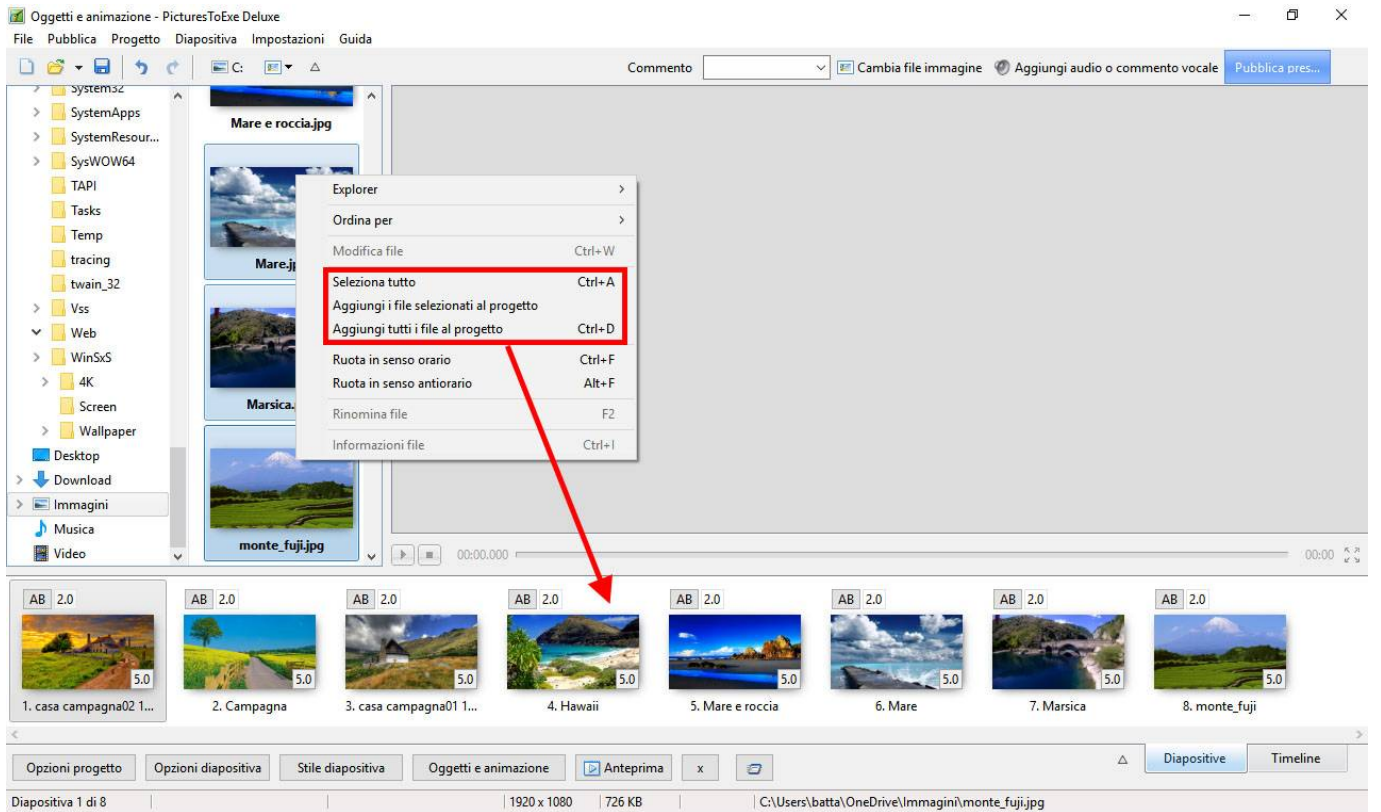 Oggetti e animazione - PicturesToExe Deluxe
File Pubblica Progetto Diapositiva Impostazioni Guida
C: Commento Cambia file immagine Aggiungi audio o commento vocale Pubblica pres...
System32
SystemApps
SystemResour...
SysWOW64
TAPI
Tasks
Temp
tracing
twain_32
Vss
Web
WinSxS
4K
Screen
Wallpaper
Desktop
Download
Immagini
Musica
Video
Mare e roccia.jpg
Mare.j
Marsica.
monte_fuji.jpg
Explorer
Ordina per
Modifica file Ctrl+W
Seleziona tutto Ctrl+A
Aggiungi i file selezionati al progetto
Aggiungi tutti i file al progetto Ctrl+D
Ruota in senso orario Ctrl+F
Ruota in senso antiorario Alt+F
Rinomina file F2
Informazioni file Ctrl+I
00:00.000 00:00
AB 2.0 AB 2.0 AB 2.0 AB 2.0 AB 2.0 AB 2.0 AB 2.0 AB 2.0
5.0 5.0 5.0 5.0 5.0 5.0 5.0 5.0
1. casa campagna02 1... 2. Campagna 3. casa campagna01 1... 4. Hawaii 5. Mare e roccia 6. Mare 7. Marsica 8. monte_fuji
Opzioni progetto Opzioni diapositiva Stile diapositiva Oggetti e animazione Anteprima x Diapositive Timeline
Diapositiva 1 di 8 1920 x 1080 726 KB C:\Users\batta\OneDrive\Immagini\monte_fuji.jpg